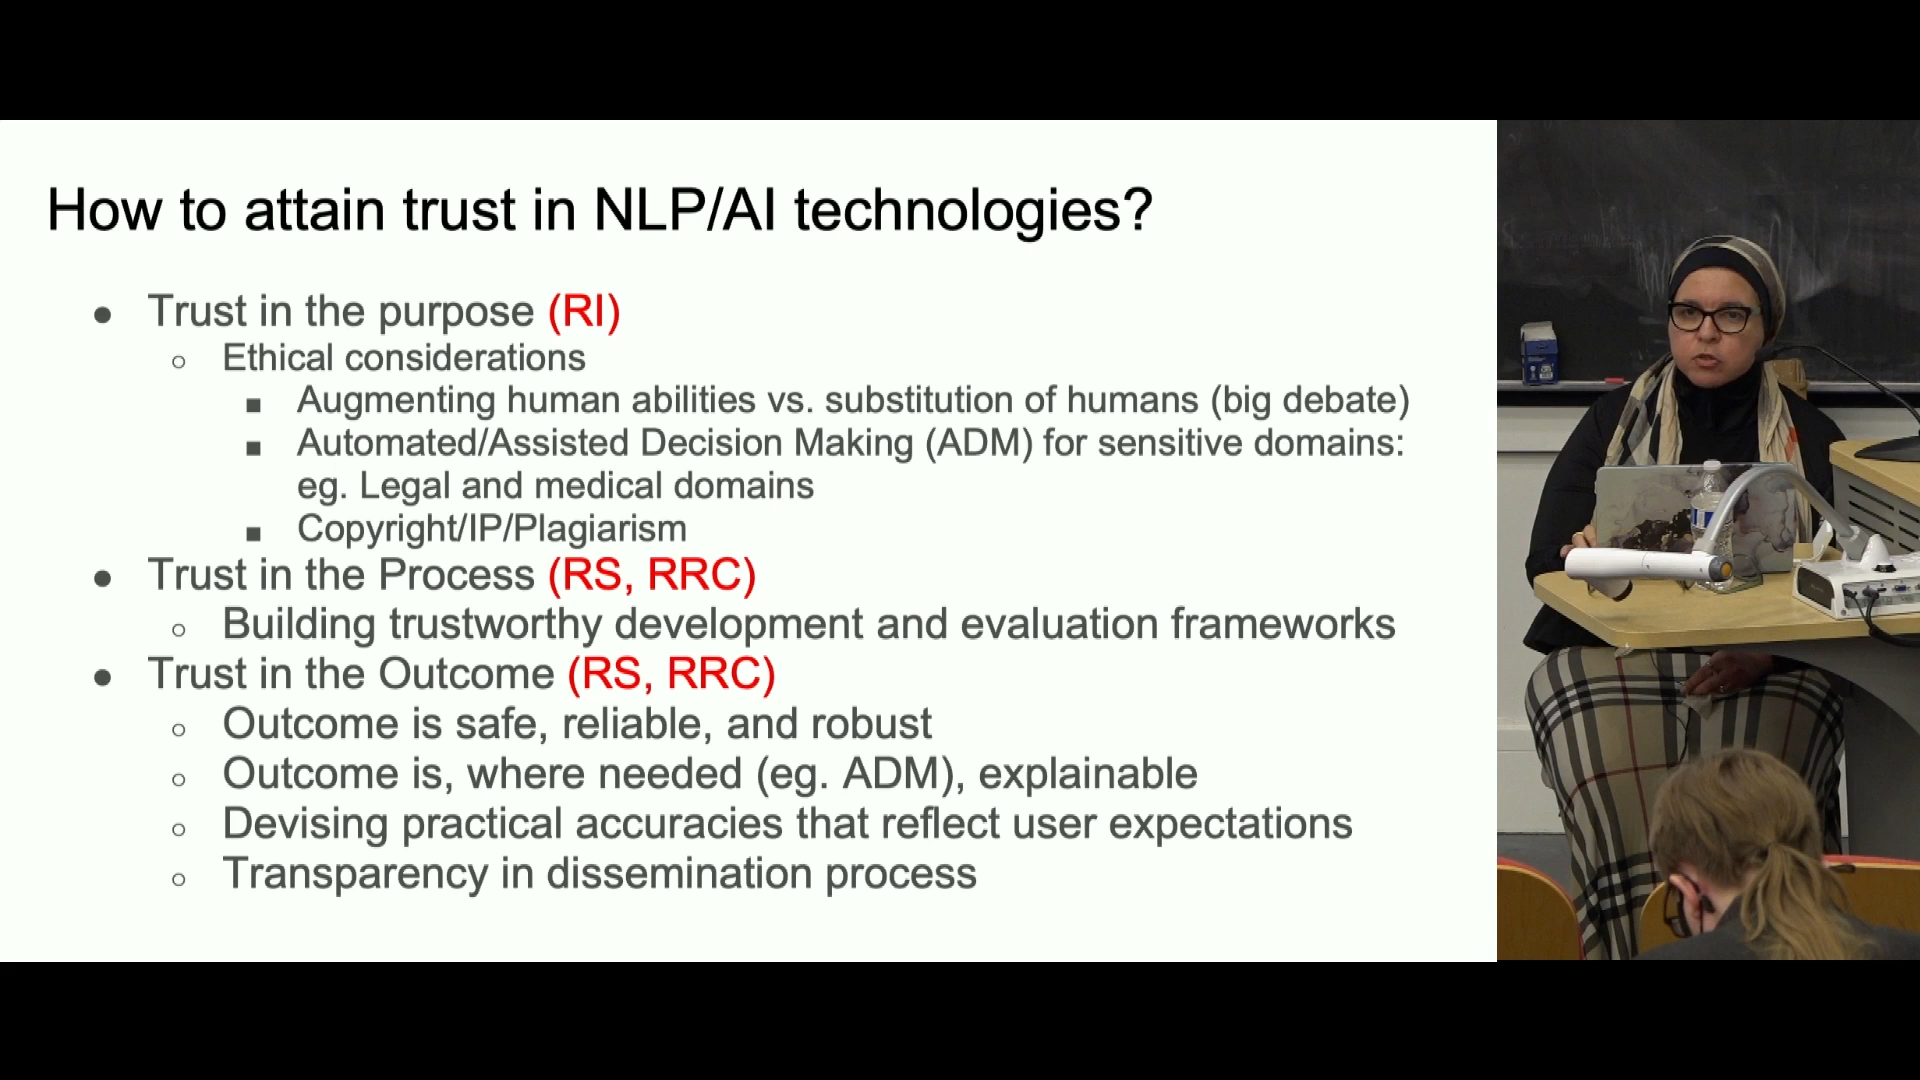 How to attain trust in NLP/AI technologies?
● Trust in the purpose (RI)
○ Ethical considerations
■ Augmenting human abilities vs. substitution of humans (big debate)
■ Automated/Assisted Decision Making (ADM) for sensitive domains:
eg. Legal and medical domains
■ Copyright/IP/Plagiarism
● Trust in the Process (RS, RRC)
○ Building trustworthy development and evaluation frameworks
● Trust in the Outcome (RS, RRC)
○ Outcome is safe, reliable, and robust
○ Outcome is, where needed (eg. ADM), explainable
○ Devising practical accuracies that reflect user expectations
○ Transparency in dissemination process